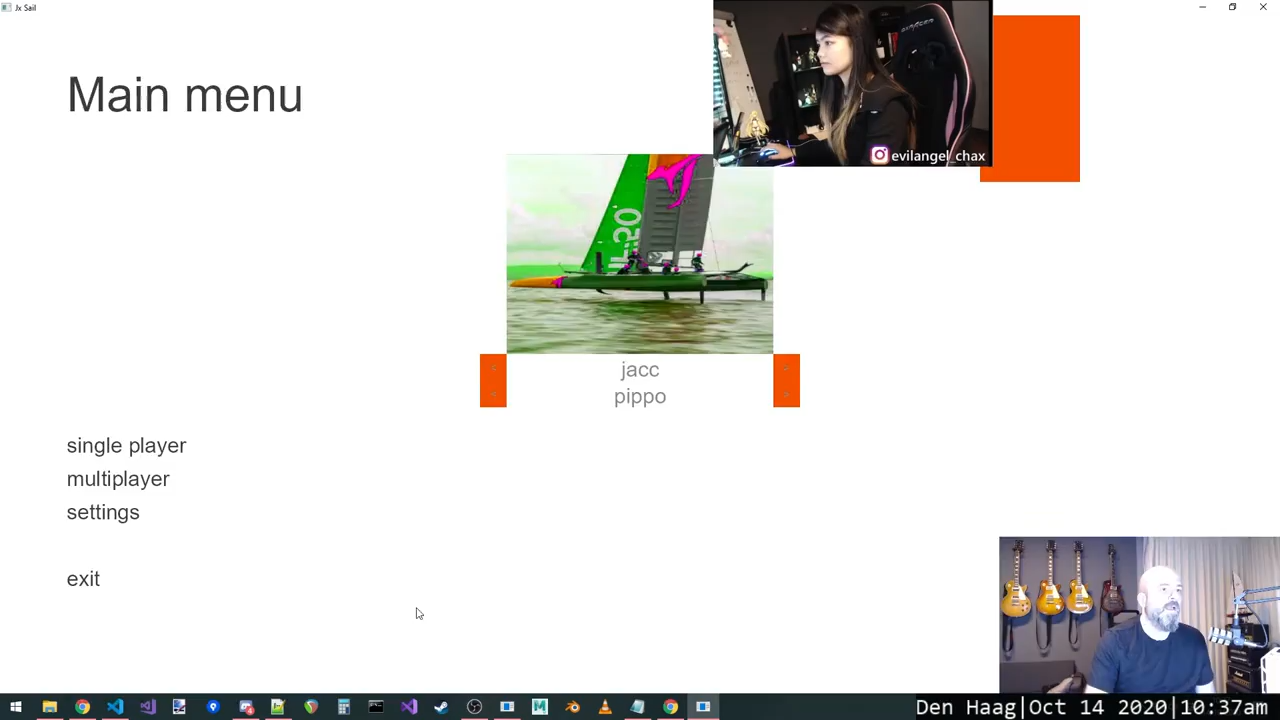 Jx Sail
Main menu
evilangel_chax
jacc
pippo
< >
< >
single player
multiplayer
settings
exit
Den Haag|Oct 14 2020|10:37am